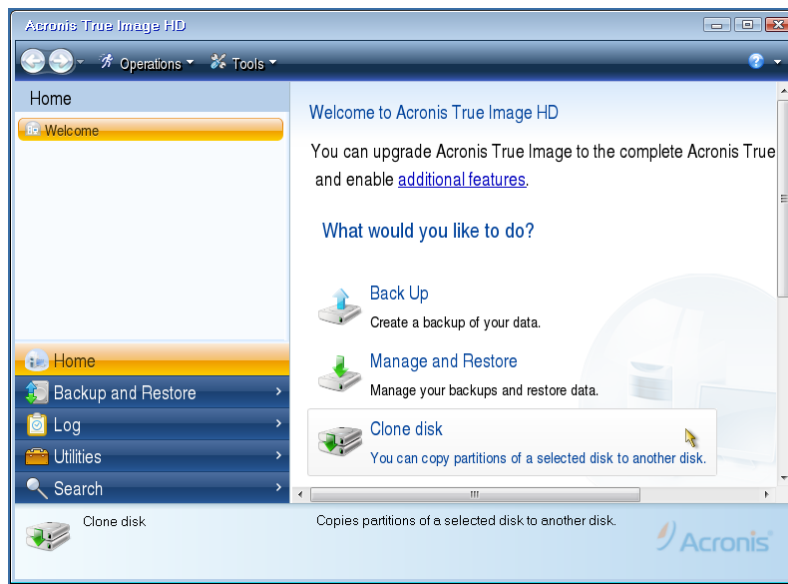 Acronis True Image HD
Operations Tools
Home
Welcome
Home
Backup and Restore
Log
Utilities
Search
Welcome to Acronis True Image HD
You can upgrade Acronis True Image to the complete Acronis True
and enable additional features.
What would you like to do?
Back Up
Create a backup of your data.
Manage and Restore
Manage your backups and restore data.
Clone disk
You can copy partitions of a selected disk to another disk.
Clone disk
Copies partitions of a selected disk to another disk.
Acronis